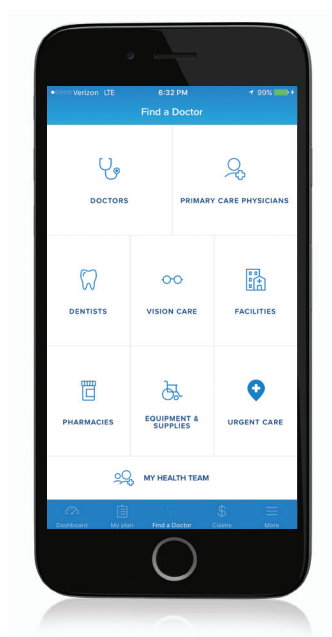 Verizon LTE 6:32 PM 99%
Find a Doctor
DOCTORS
PRIMARY CARE PHYSICIANS
DENTISTS
VISION CARE
FACILITIES
PHARMACIES
EQUIPMENT &
SUPPLIES
URGENT CARE
MY HEALTH TEAM
Dashboard My plan Find a Doctor Claims More